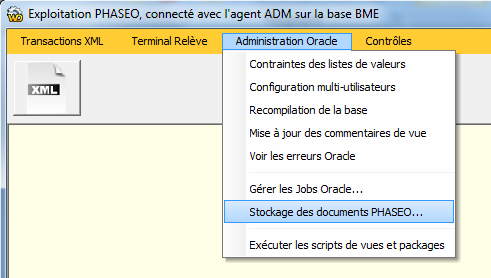 Exploitation PHASEO, connecté avec l'agent ADM sur la base BME
Transactions XML Terminal Relève Administration Oracle Contrôles
XML
Contraintes des listes de valeurs
Configuration multi-utilisateurs
Recompilation de la base
Mise à jour des commentaires de vue
Voir les erreurs Oracle
Gérer les Jobs Oracle...
Stockage des documents PHASEO...
Exécuter les scripts de vues et packages